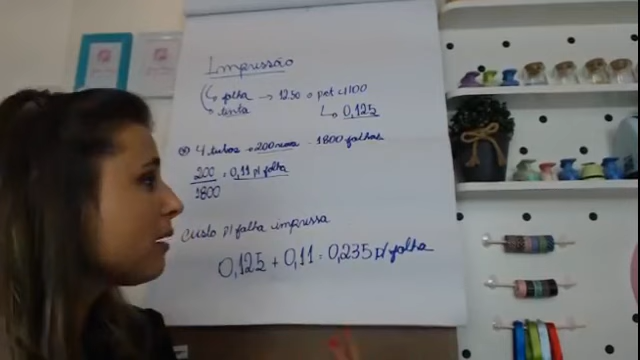 Impressão
↳ folha → 12.50 o pct c/100
↳ tinta ↳ 0,125
4 tubos → 200 - 1800 folhas
200 = 0,11 p/ folha
1800
Custo p/ folha impressa
0,125 + 0,11 = 0,235 p/ folha